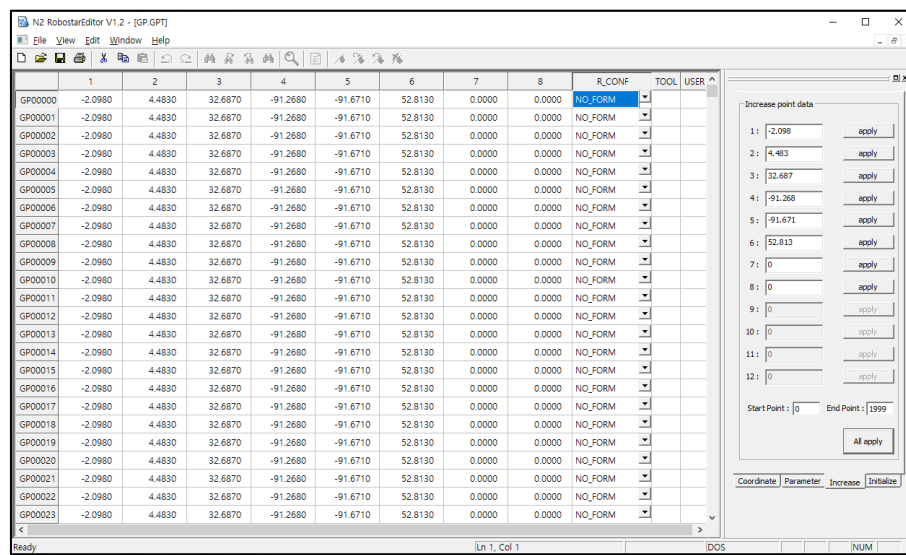 N2 RobostarEditor V1.2 - [GP.GPT]
File View Edit Window Help
1 2 3 4 5 6 7 8 R_CONF TOOL USER
GP00000 -2.0980 4.4830 32.6870 -91.2680 -91.6710 52.8130 0.0000 0.0000 NO_FORM
GP00001 -2.0980 4.4830 32.6870 -91.2680 -91.6710 52.8130 0.0000 0.0000 NO_FORM
GP00002 -2.0980 4.4830 32.6870 -91.2680 -91.6710 52.8130 0.0000 0.0000 NO_FORM
GP00003 -2.0980 4.4830 32.6870 -91.2680 -91.6710 52.8130 0.0000 0.0000 NO_FORM
GP00004 -2.0980 4.4830 32.6870 -91.2680 -91.6710 52.8130 0.0000 0.0000 NO_FORM
GP00005 -2.0980 4.4830 32.6870 -91.2680 -91.6710 52.8130 0.0000 0.0000 NO_FORM
GP00006 -2.0980 4.4830 32.6870 -91.2680 -91.6710 52.8130 0.0000 0.0000 NO_FORM
GP00007 -2.0980 4.4830 32.6870 -91.2680 -91.6710 52.8130 0.0000 0.0000 NO_FORM
GP00008 -2.0980 4.4830 32.6870 -91.2680 -91.6710 52.8130 0.0000 0.0000 NO_FORM
GP00009 -2.0980 4.4830 32.6870 -91.2680 -91.6710 52.8130 0.0000 0.0000 NO_FORM
GP00010 -2.0980 4.4830 32.6870 -91.2680 -91.6710 52.8130 0.0000 0.0000 NO_FORM
GP00011 -2.0980 4.4830 32.6870 -91.2680 -91.6710 52.8130 0.0000 0.0000 NO_FORM
GP00012 -2.0980 4.4830 32.6870 -91.2680 -91.6710 52.8130 0.0000 0.0000 NO_FORM
GP00013 -2.0980 4.4830 32.6870 -91.2680 -91.6710 52.8130 0.0000 0.0000 NO_FORM
GP00014 -2.0980 4.4830 32.6870 -91.2680 -91.6710 52.8130 0.0000 0.0000 NO_FORM
GP00015 -2.0980 4.4830 32.6870 -91.2680 -91.6710 52.8130 0.0000 0.0000 NO_FORM
GP00016 -2.0980 4.4830 32.6870 -91.2680 -91.6710 52.8130 0.0000 0.0000 NO_FORM
GP00017 -2.0980 4.4830 32.6870 -91.2680 -91.6710 52.8130 0.0000 0.0000 NO_FORM
GP00018 -2.0980 4.4830 32.6870 -91.2680 -91.6710 52.8130 0.0000 0.0000 NO_FORM
GP00019 -2.0980 4.4830 32.6870 -91.2680 -91.6710 52.8130 0.0000 0.0000 NO_FORM
GP00020 -2.0980 4.4830 32.6870 -91.2680 -91.6710 52.8130 0.0000 0.0000 NO_FORM
GP00021 -2.0980 4.4830 32.6870 -91.2680 -91.6710 52.8130 0.0000 0.0000 NO_FORM
GP00022 -2.0980 4.4830 32.6870 -91.2680 -91.6710 52.8130 0.0000 0.0000 NO_FORM
GP00023 -2.0980 4.4830 32.6870 -91.2680 -91.6710 52.8130 0.0000 0.0000 NO_FORM
Increase point data
1 : -2.098 apply
2 : 4.483 apply
3 : 32.687 apply
4 : -91.268 apply
5 : -91.671 apply
6 : 52.813 apply
7 : 0 apply
8 : 0 apply
9 : 0 apply
10 : 0 apply
11 : 0 apply
12 : 0 apply
Start Point : 0 End Point : 1999
All apply
Coordinate Parameter Increase Initialize
Ready Ln 1, Col 1 DOS NUM